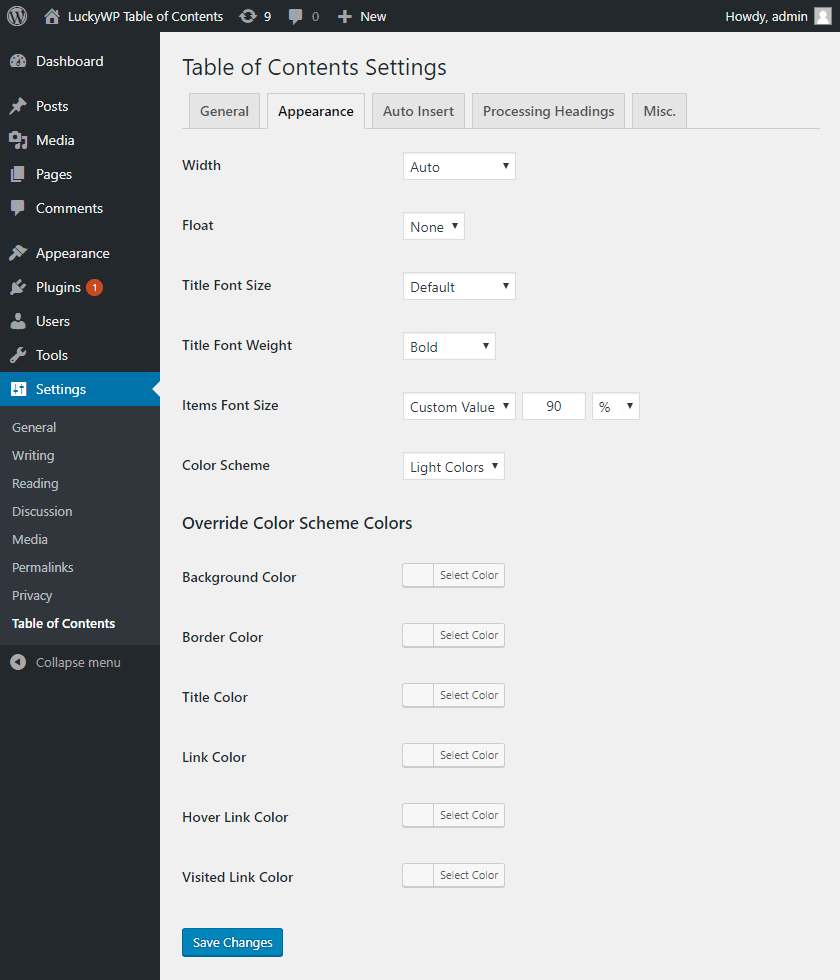 LuckyWP Table of Contents 9 0 New Howdy, admin
Dashboard
Posts
Media
Pages
Comments
Appearance
Plugins 1
Users
Tools
Settings
General
Writing
Reading
Discussion
Media
Permalinks
Privacy
Table of Contents
Collapse menu
Table of Contents Settings
General Appearance Auto Insert Processing Headings Misc.
Width Auto
Float None
Title Font Size Default
Title Font Weight Bold
Items Font Size Custom Value 90 %
Color Scheme Light Colors
Override Color Scheme Colors
Background Color Select Color
Border Color Select Color
Title Color Select Color
Link Color Select Color
Hover Link Color Select Color
Visited Link Color Select Color
Save Changes